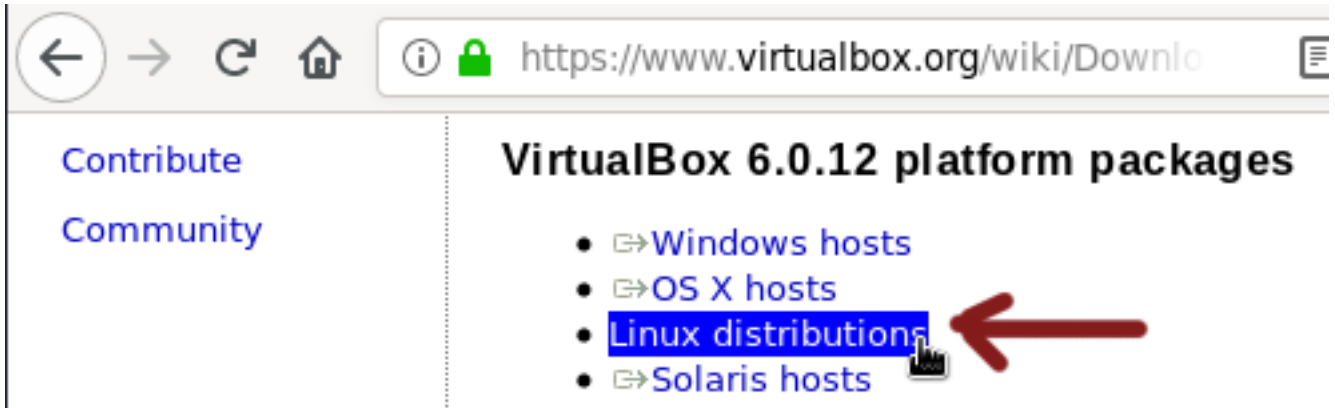 https://www.virtualbox.org/wiki/Downlo
Contribute
Community
VirtualBox 6.0.12 platform packages
Windows hosts
OS X hosts
Linux distributions
Solaris hosts